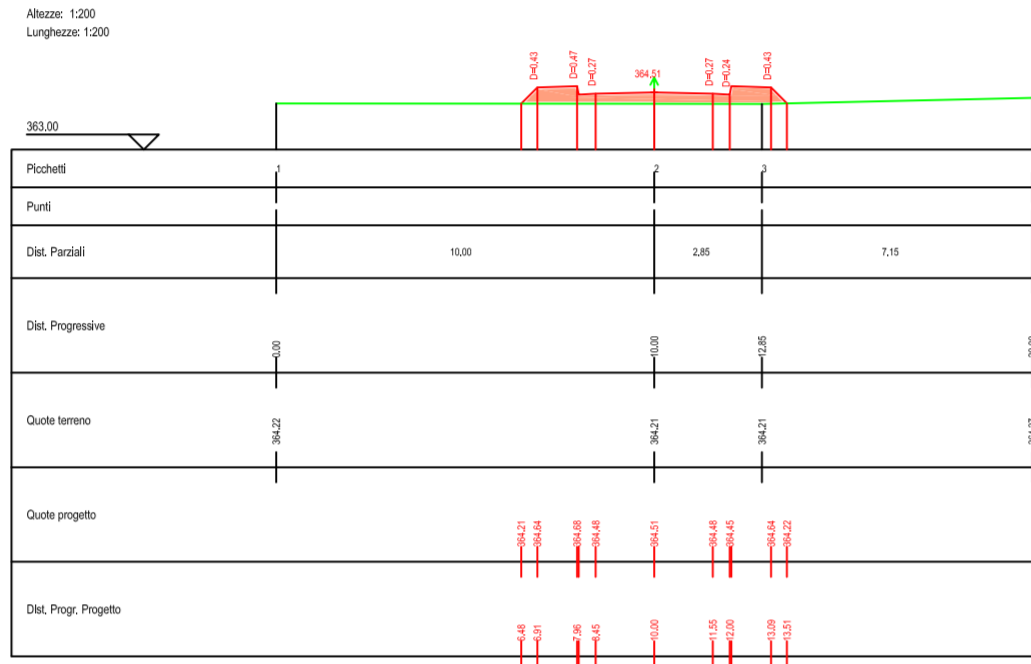 Altezze: 1:200
Lunghezze: 1:200
D=0,43 D=0,47 D=0,27 364,51 D=0,27 D=0,24 D=0,43
363,00
Picchetti 1 2 3
Punti
Dist. Parziali 10,00 2,85 7,15
Dist. Progressive 0,00 10,00 12,85
Quote terreno 364,22 364,21 364,21
Quote progetto 364,21 364,64 364,68 364,48 364,51 364,48 364,45 364,64 364,22
Dist. Progr. Progetto 6,48 6,91 7,96 8,45 10,00 11,55 12,00 13,09 13,51